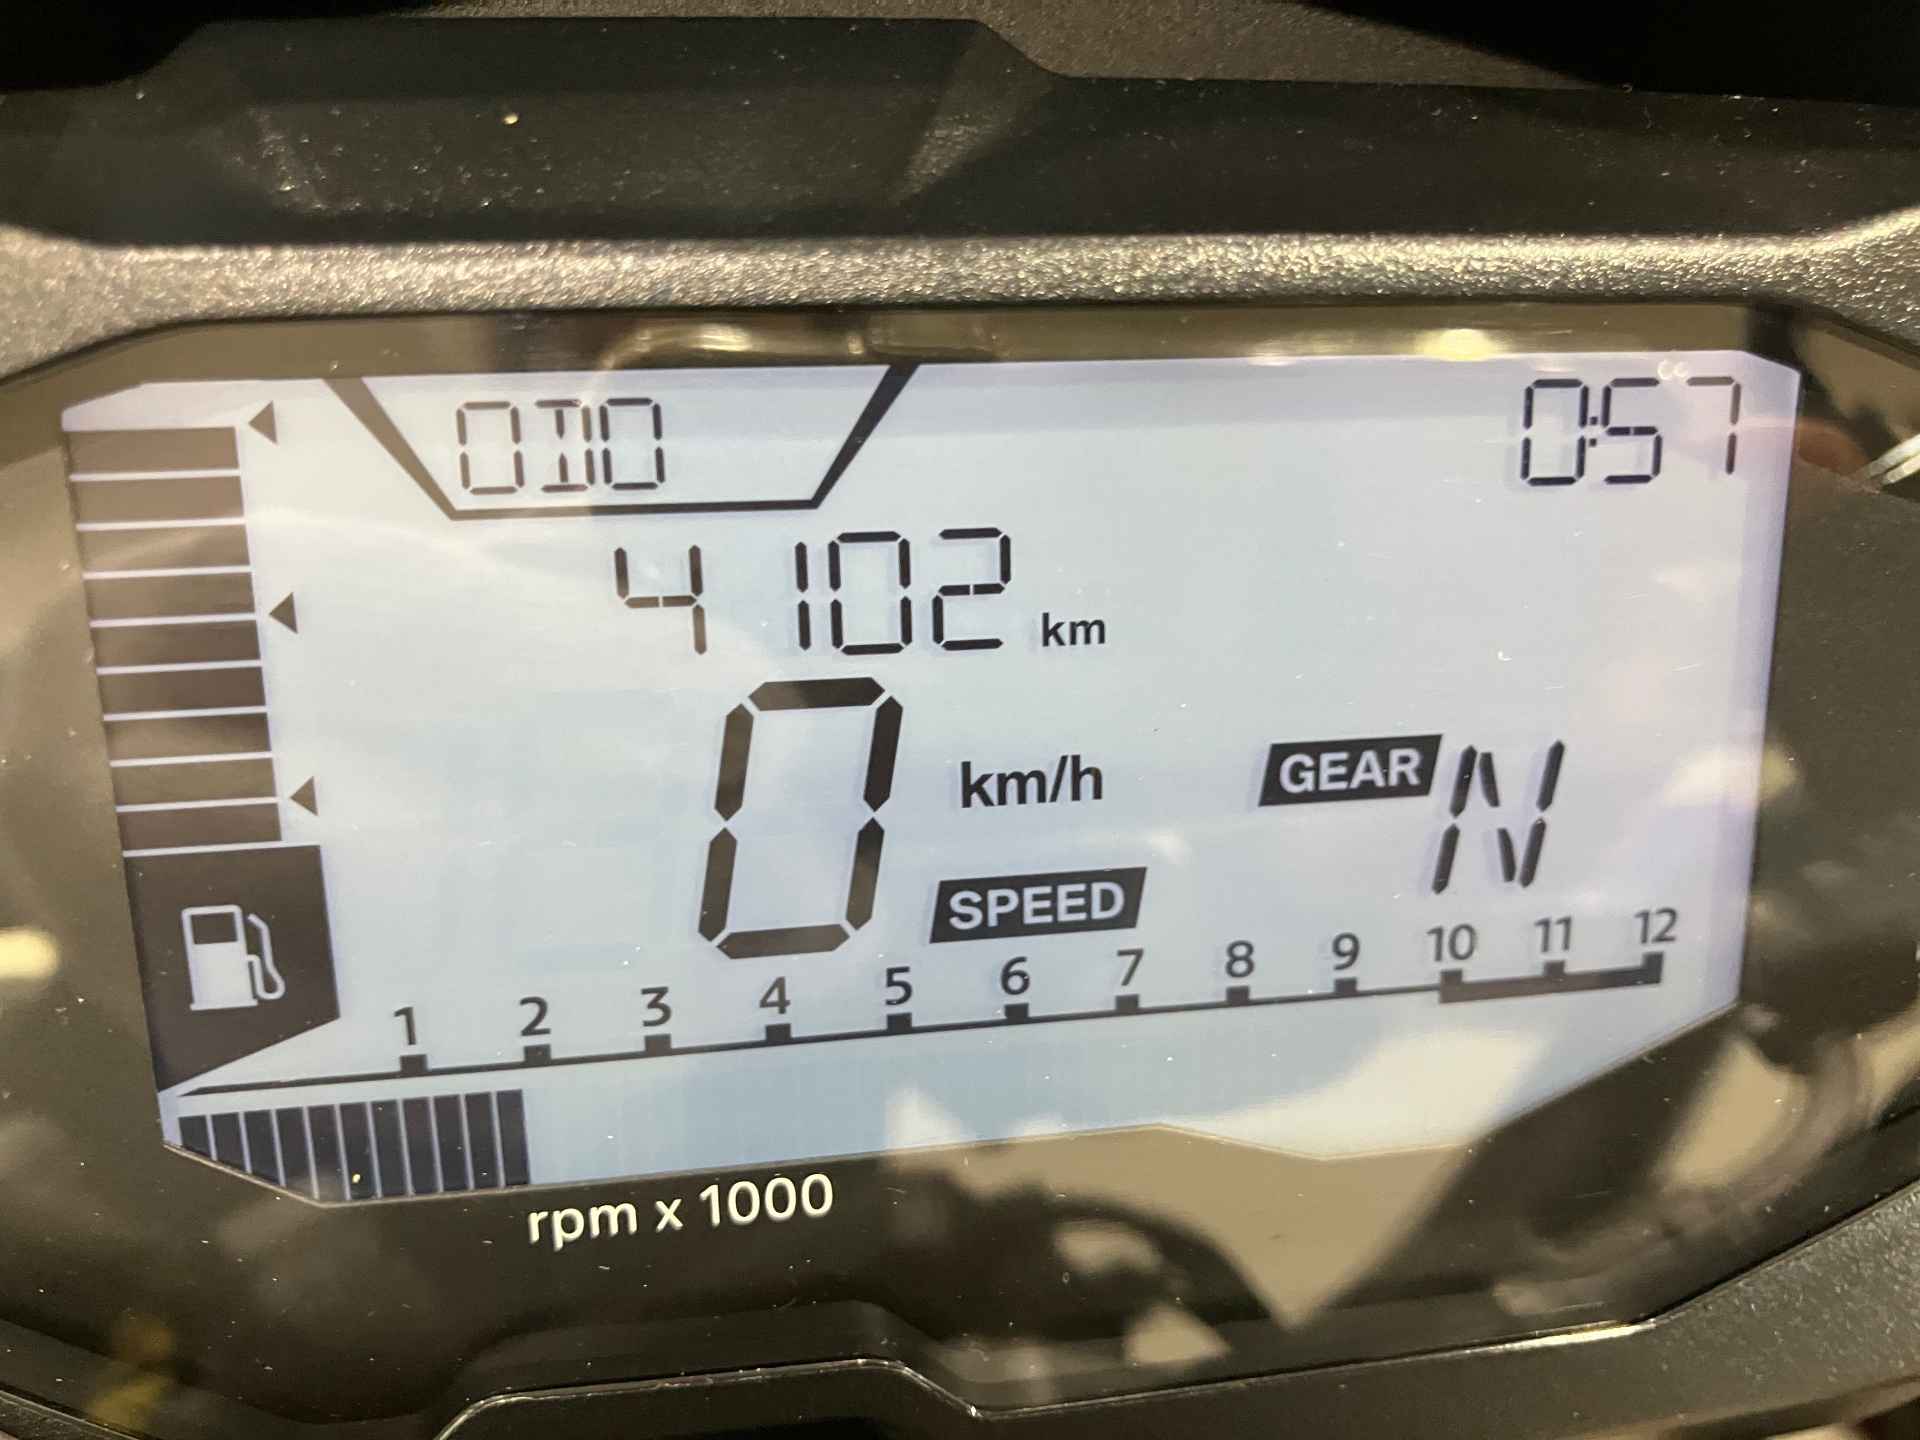 ODO
0:57
4102 km
0 km/h
GEAR N
SPEED
1 2 3 4 5 6 7 8 9 10 11 12
rpm x 1000